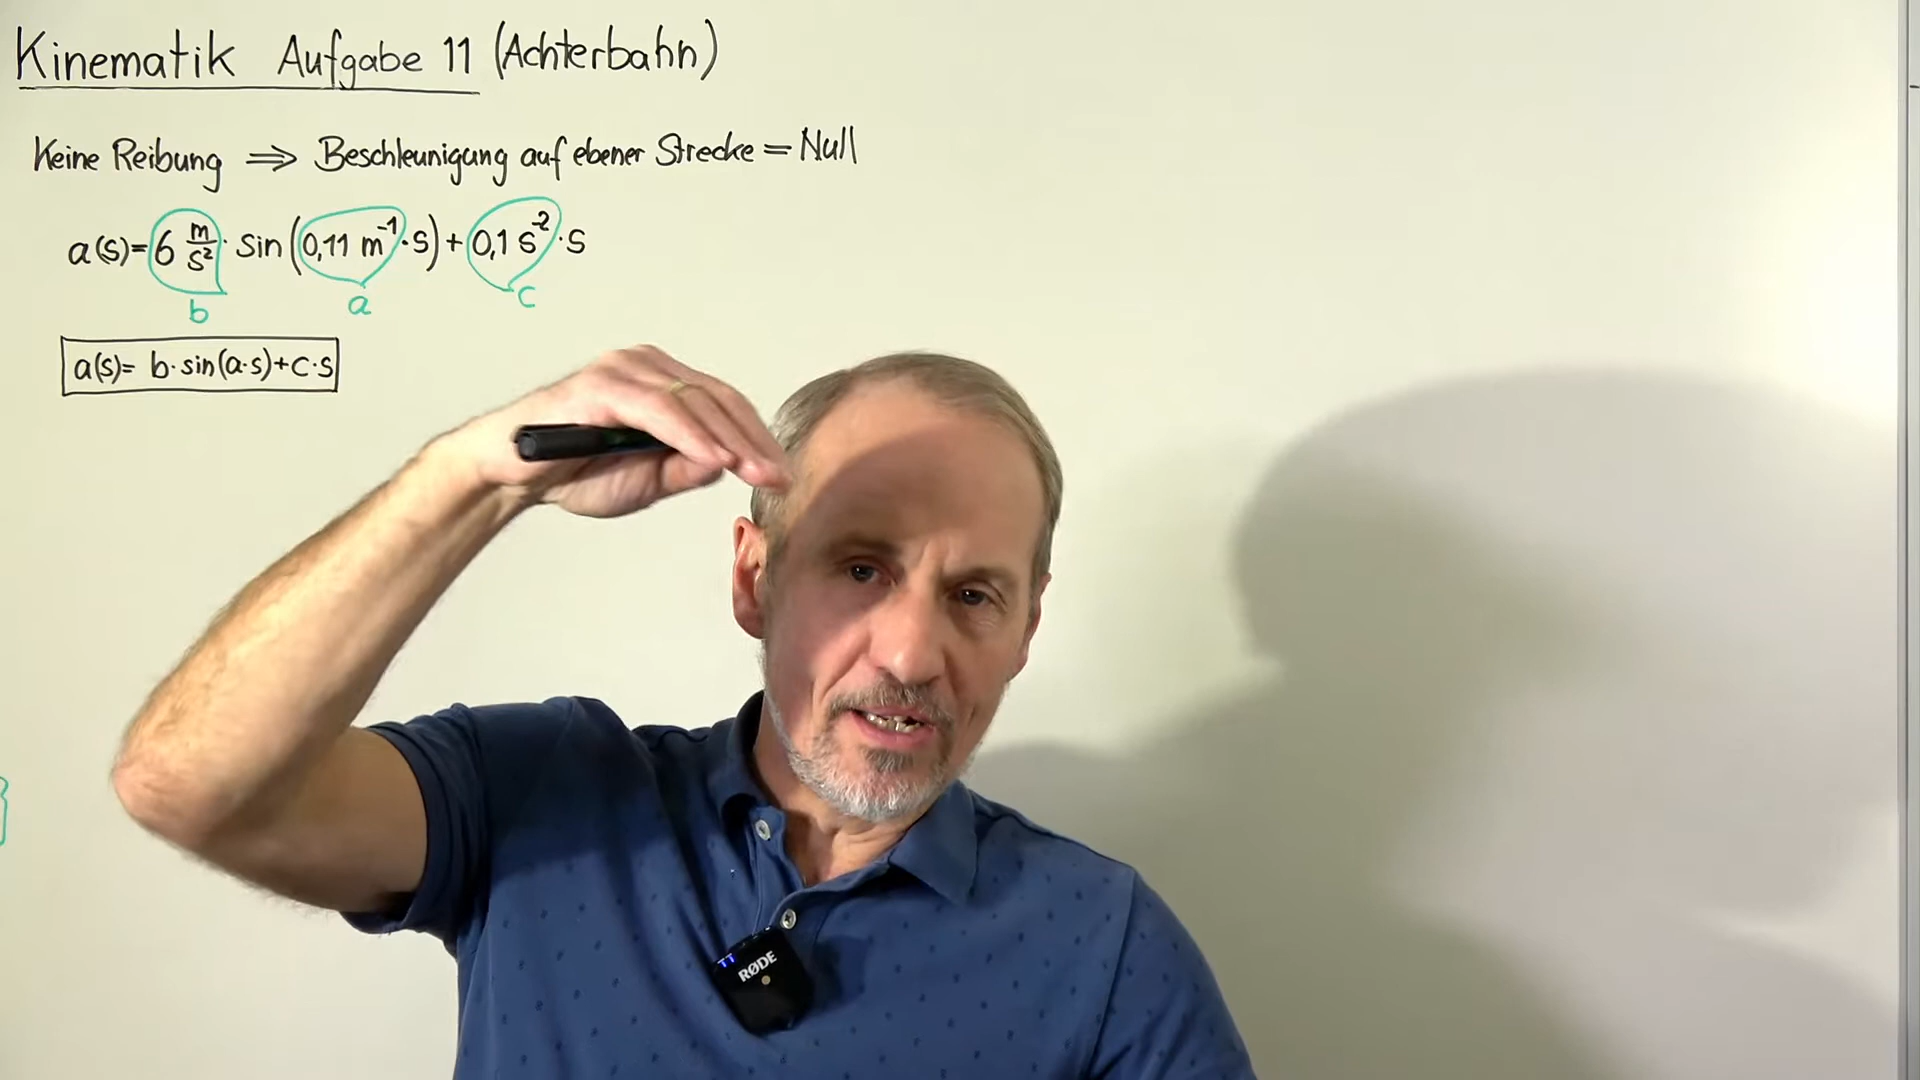 Kinematik Aufgabe 11 (Achterbahn)
Keine Reibung ⇒ Beschleunigung auf ebener Strecke = Null
a(s)= 6 m/s² · sin(0,11 m⁻¹·s) + 0,1 s⁻²·s
b a c
a(s)= b·sin(a·s)+c·s
RØDE